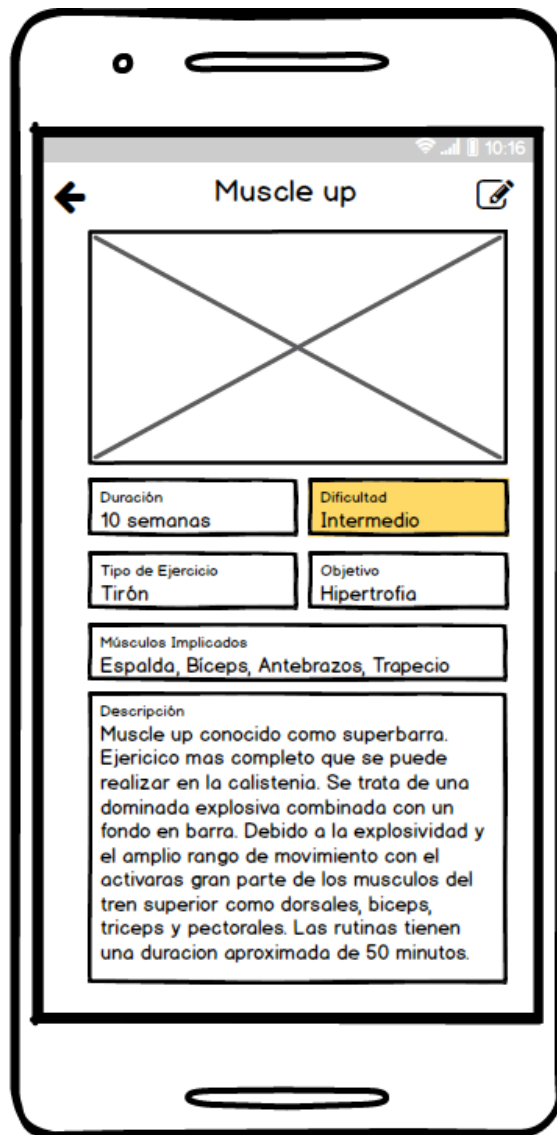 10:16
Muscle up
Duración
10 semanas
Dificultad
Intermedio
Tipo de Ejercicio
Tirón
Objetivo
Hipertrofia
Músculos Implicados
Espalda, Bíceps, Antebrazos, Trapecio
Descripción
Muscle up conocido como superbarra.
Ejericico mas completo que se puede
realizar en la calistenia. Se trata de una
dominada explosiva combinada con un
fondo en barra. Debido a la explosividad y
el amplio rango de movimiento con el
activaras gran parte de los musculos del
tren superior como dorsales, biceps,
triceps y pectorales. Las rutinas tienen
una duracion aproximada de 50 minutos.